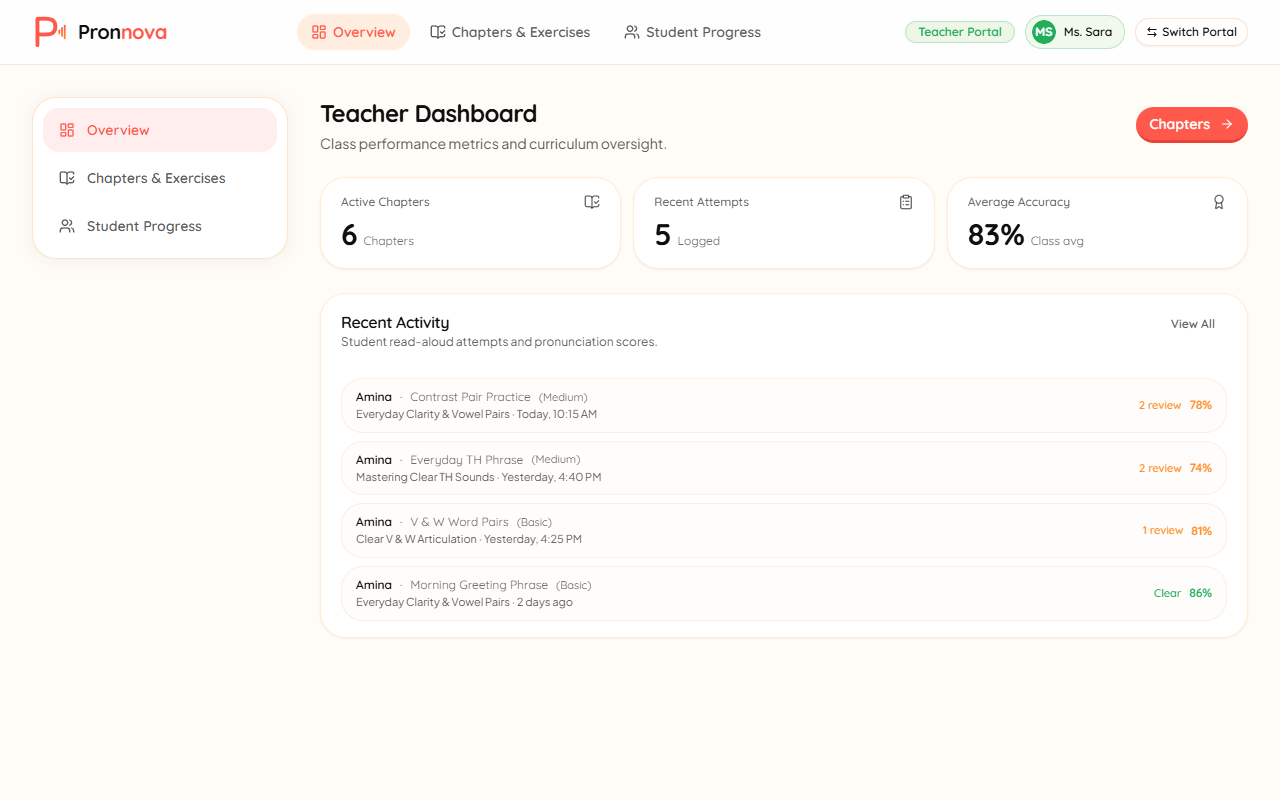 Pronnova
Overview
Chapters & Exercises
Student Progress
Teacher Portal
MS
Ms. Sara
Switch Portal
Overview
Chapters & Exercises
Student Progress
Teacher Dashboard
Class performance metrics and curriculum oversight.
Chapters →
Active Chapters
6 Chapters
Recent Attempts
5 Logged
Average Accuracy
83% Class avg
Recent Activity
Student read-aloud attempts and pronunciation scores.
View All
Amina · Contrast Pair Practice (Medium)
Everyday Clarity & Vowel Pairs · Today, 10:15 AM
2 review 78%
Amina · Everyday TH Phrase (Medium)
Mastering Clear TH Sounds · Yesterday, 4:40 PM
2 review 74%
Amina · V & W Word Pairs (Basic)
Clear V & W Articulation · Yesterday, 4:25 PM
1 review 81%
Amina · Morning Greeting Phrase (Basic)
Everyday Clarity & Vowel Pairs · 2 days ago
Clear 86%